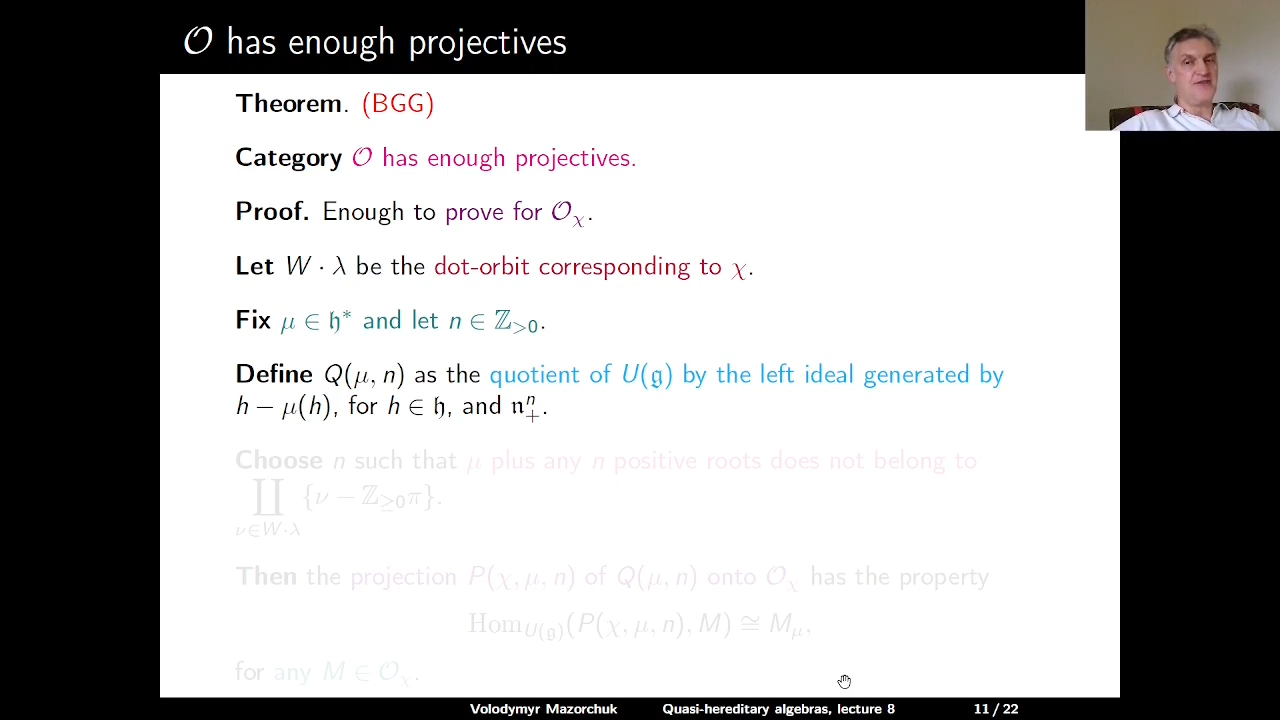 𝒪 has enough projectives
Theorem. (BGG)
Category 𝒪 has enough projectives.
Proof. Enough to prove for 𝒪_χ.
Let W · λ be the dot-orbit corresponding to χ.
Fix μ ∈ 𝔥* and let n ∈ ℤ_{>0}.
Define Q(μ, n) as the quotient of U(𝔤) by the left ideal generated by
h − μ(h), for h ∈ 𝔥, and 𝔫₊ⁿ.
Choose n such that μ plus any n positive roots does not belong to
∐_{ν∈W·λ} {ν − ℤ_{≥0}π}.
Then the projection P(χ, μ, n) of Q(μ, n) onto 𝒪_χ has the property
Hom_{U(𝔤)}(P(χ, μ, n), M) ≅ M_μ,
for any M ∈ 𝒪_χ.
Volodymyr Mazorchuk Quasi-hereditary algebras, lecture 8 11 / 22